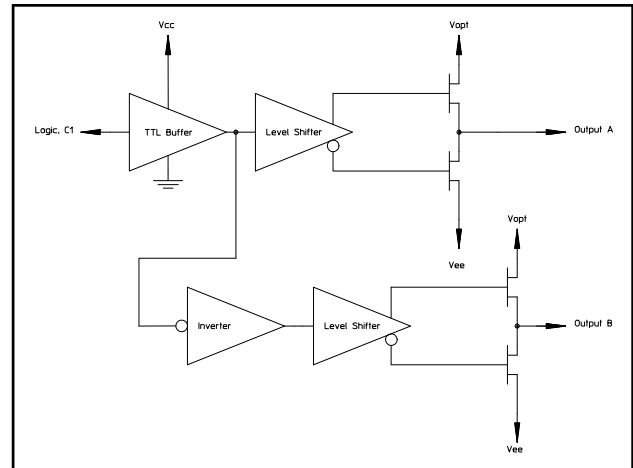 Vcc
Vopt
Logic, C1
TTL Buffer
Level Shifter
Output A
Vee
Vopt
Inverter
Level Shifter
Output B
Vee